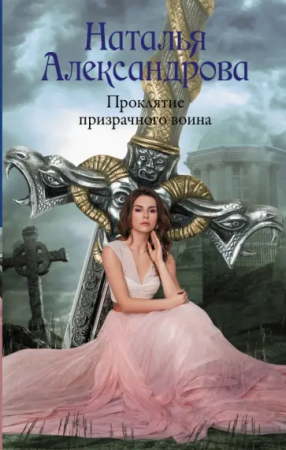 Наталья
Александрова
Проклятие
призрачного воина